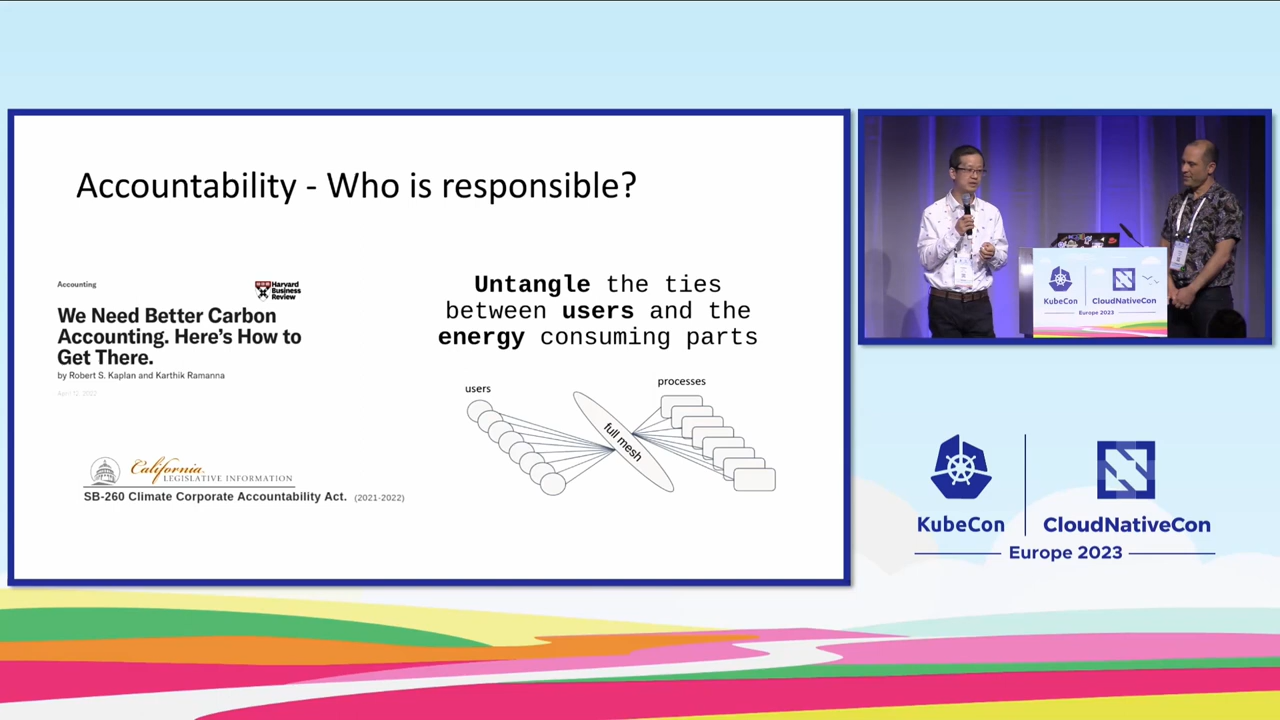 Accountability - Who is responsible?
Accounting
Harvard
Business
Review
We Need Better Carbon
Accounting. Here's How to
Get There.
by Robert S. Kaplan and Karthik Ramanna
April 12, 2022
California
LEGISLATIVE INFORMATION
SB-260 Climate Corporate Accountability Act. (2021-2022)
Untangle the ties
between users and the
energy consuming parts
users
processes
full mesh
KubeCon
CloudNativeCon
Europe 2023
KubeCon
CloudNativeCon
Europe 2023